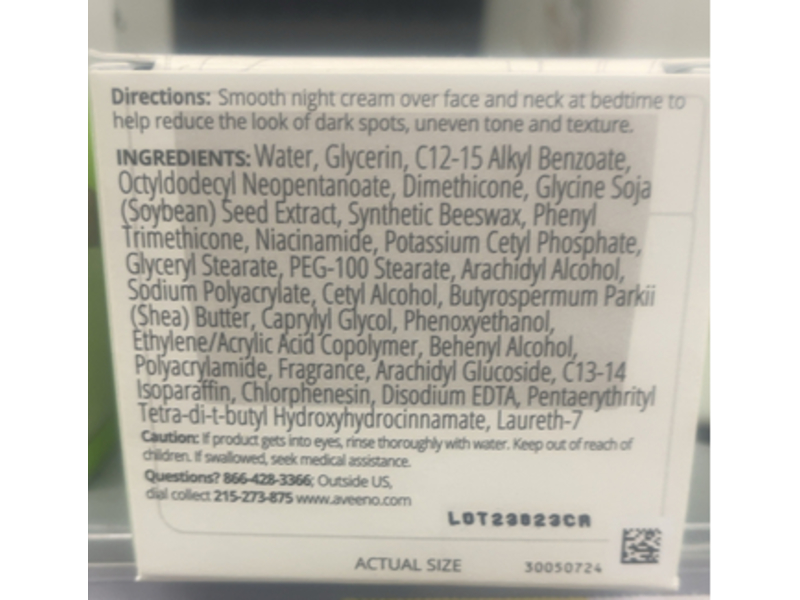 Directions: Smooth night cream over face and neck at bedtime to
help reduce the look of dark spots, uneven tone and texture.
INGREDIENTS: Water, Glycerin, C12-15 Alkyl Benzoate,
Octyldodecyl Neopentanoate, Dimethicone, Glycine Soja
(Soybean) Seed Extract, Synthetic Beeswax, Phenyl
Trimethicone, Niacinamide, Potassium Cetyl Phosphate,
Glyceryl Stearate, PEG-100 Stearate, Arachidyl Alcohol,
Sodium Polyacrylate, Cetyl Alcohol, Butyrospermum Parkii
(Shea) Butter, Caprylyl Glycol, Phenoxyethanol,
Ethylene/Acrylic Acid Copolymer, Behenyl Alcohol,
Polyacrylamide, Fragrance, Arachidyl Glucoside, C13-14
Isoparaffin, Chlorphenesin, Disodium EDTA, Pentaerythrityl
Tetra-di-t-butyl Hydroxyhydrocinnamate, Laureth-7
Caution: If product gets into eyes, rinse thoroughly with water. Keep out of reach of
children. If swallowed, seek medical assistance.
Questions? 866-428-3366; Outside US,
dial collect 215-273-875 www.aveeno.com
LOT23823CA
ACTUAL SIZE 30050724